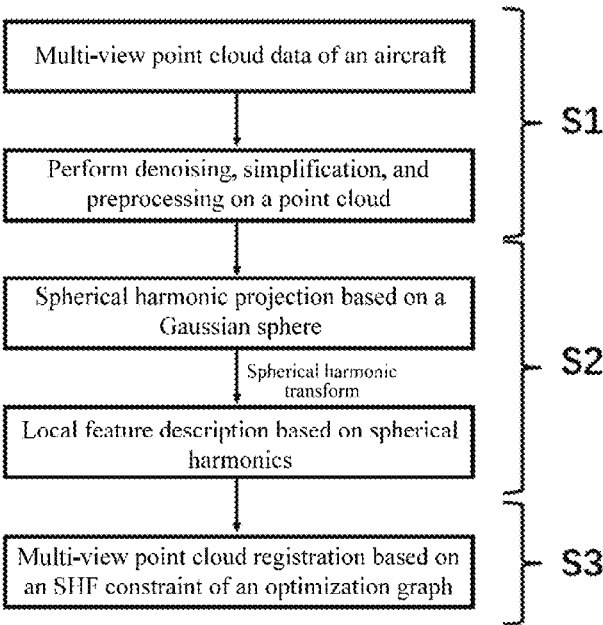 Multi-view point cloud data of an aircraft
S1
Perform denoising, simplification, and
preprocessing on a point cloud
Spherical harmonic projection based on a
Gaussian sphere
S2
Spherical harmonic
transform
Local feature description based on spherical
harmonics
Multi-view point cloud registration based on
an SHF constraint of an optimization graph
S3